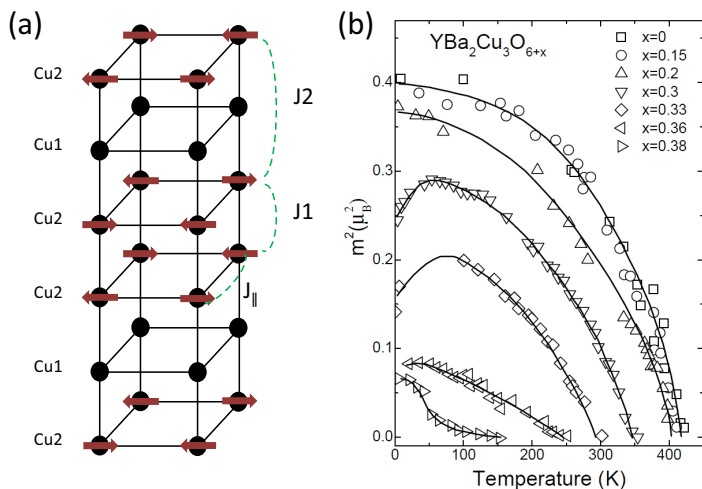 (a)
Cu2
Cu1
Cu2
Cu2
Cu1
Cu2
J2
J1
J∥
(b)
YBa₂Cu₃O₆₊ₓ
x=0
x=0.15
x=0.2
x=0.3
x=0.33
x=0.36
x=0.38
m²(μ²_B)
0.4
0.3
0.2
0.1
0.0
0 100 200 300 400
Temperature (K)